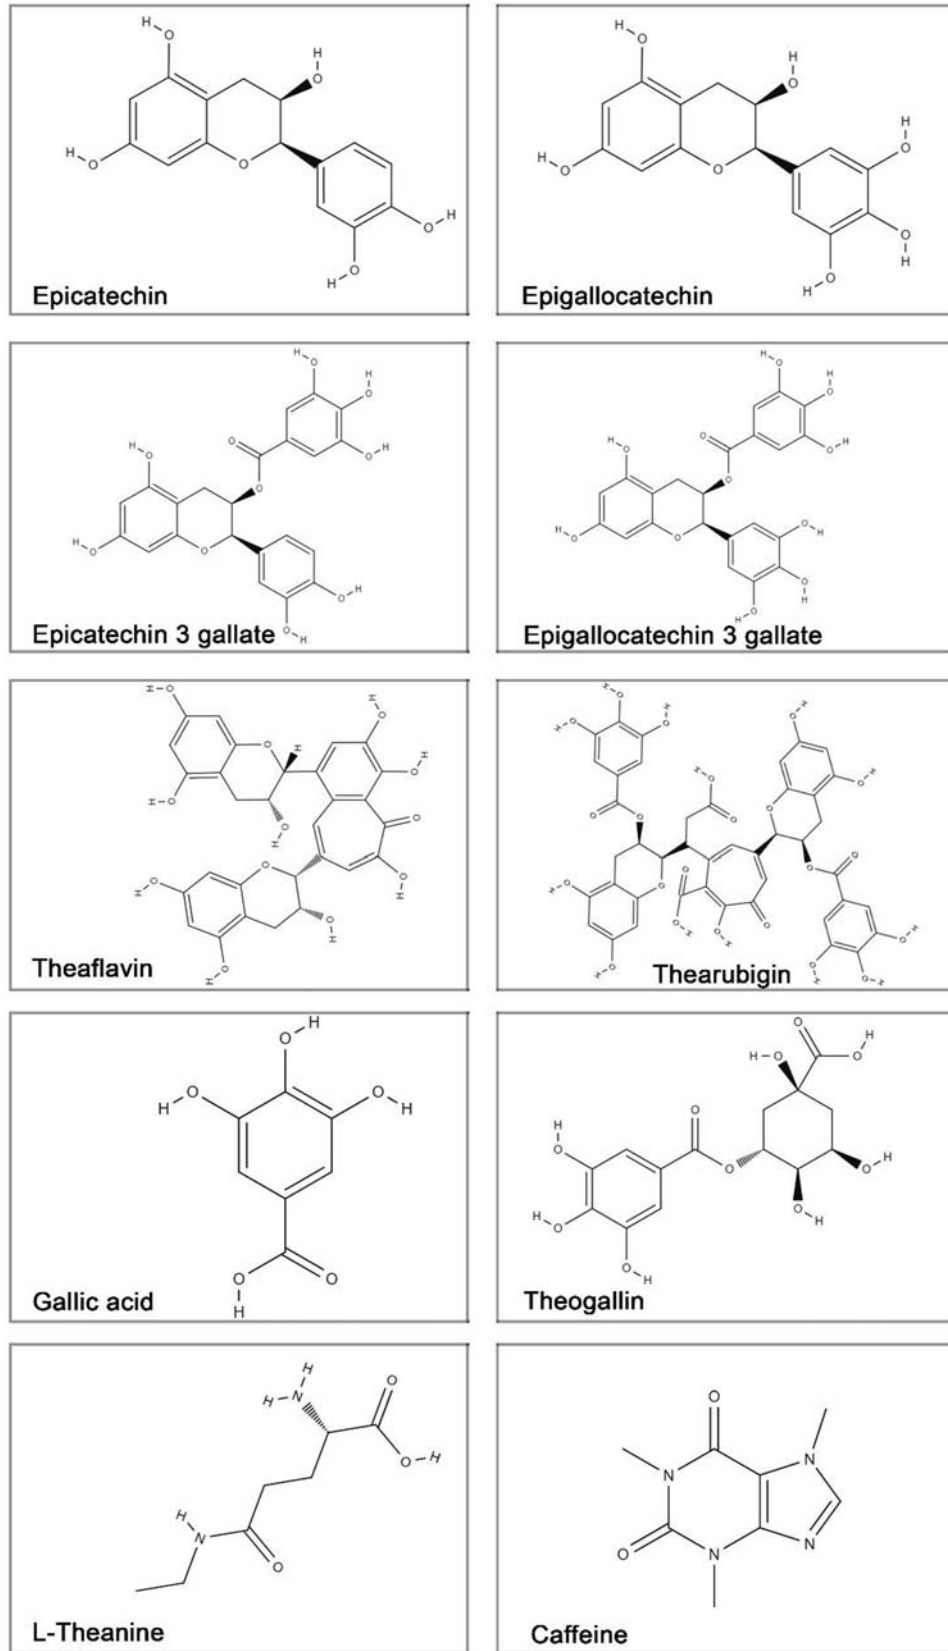 Epicatechin
Epigallocatechin
Epicatechin 3 gallate
Epigallocatechin 3 gallate
Theaflavin
Thearubigin
Gallic acid
Theogallin
L-Theanine
Caffeine